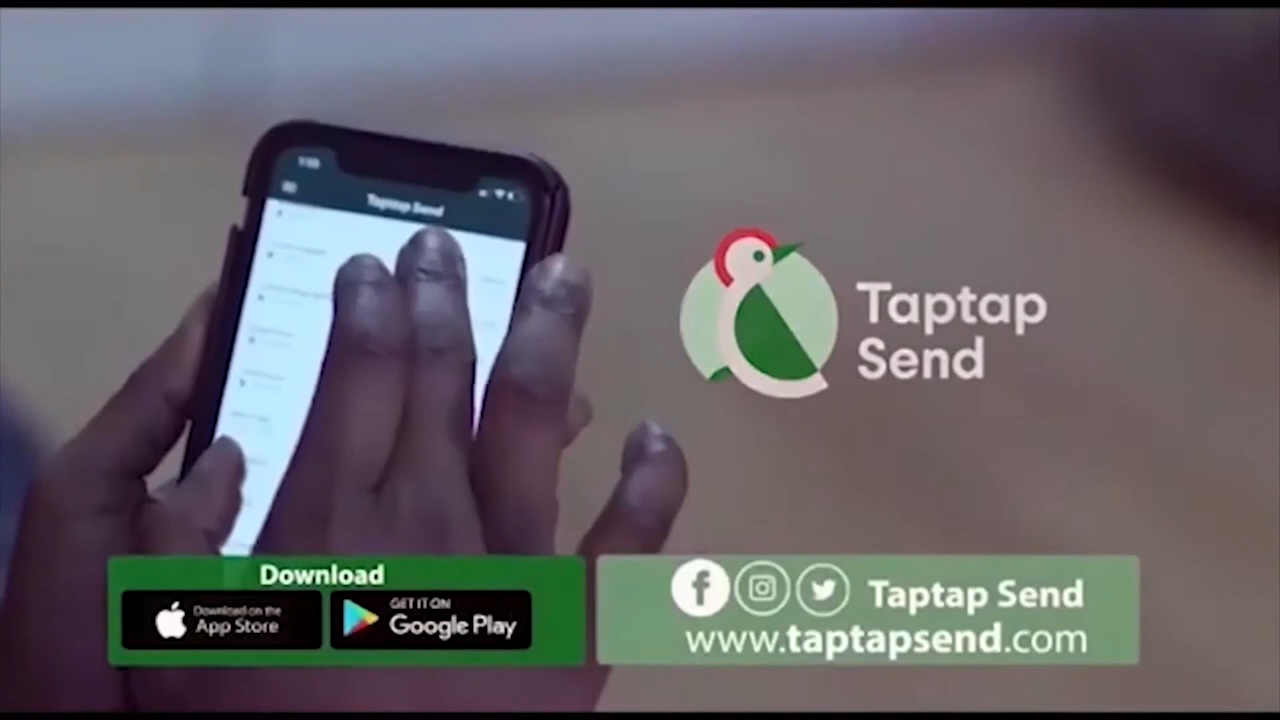 Taptap Send
Taptap
Send
Download
Download on the
App Store
GET IT ON
Google Play
Taptap Send
www.taptapsend.com